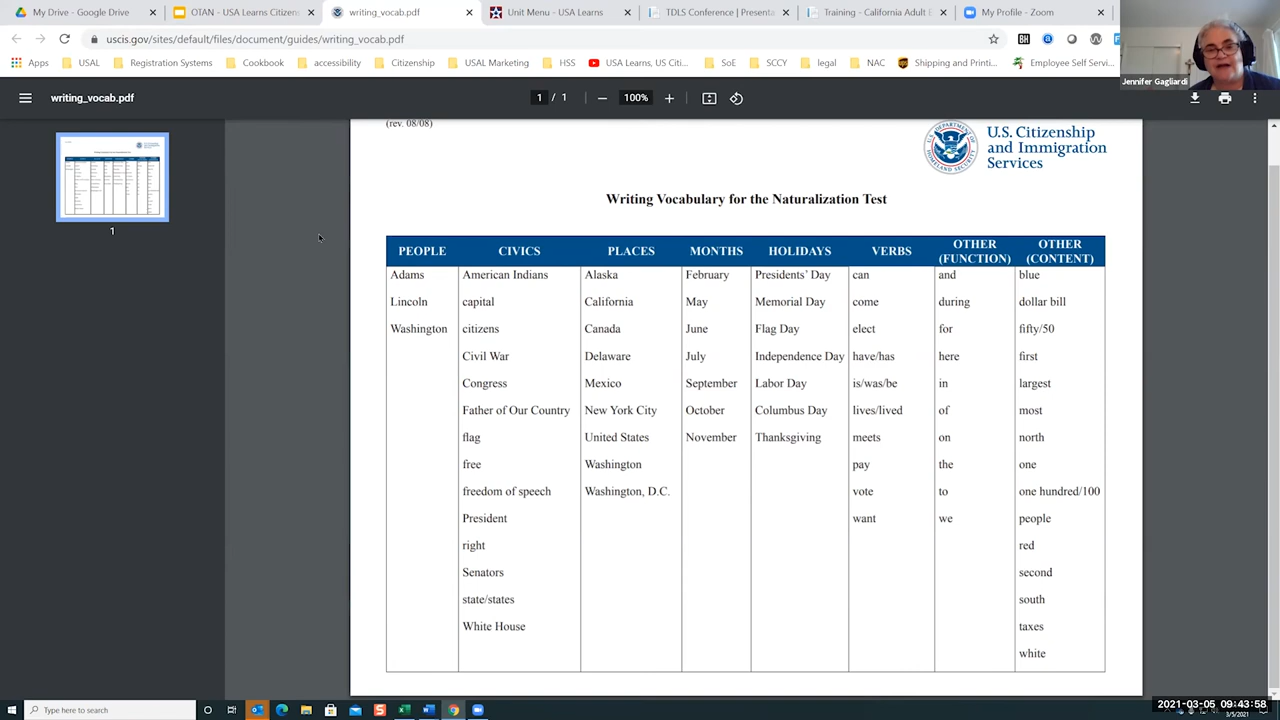 My Drive - Google Drive
OTAN - USA Learns Citizens
writing_vocab.pdf
Unit Menu - USA Learns
TDLS Conference | Presenta
Training - California Adult E
My Profile - Zoom
uscis.gov/sites/default/files/document/guides/writing_vocab.pdf
Apps
USAL
Registration Systems
Cookbook
accessibility
Citizenship
USAL Marketing
HSS
USA Learns, US Citi...
SoE
SCCY
legal
NAC
Shipping and Printi...
Employee Self Servi...
Jennifer Gagliardi
writing_vocab.pdf
1 / 1
100%
1
(rev. 08/08)
U.S. Citizenship
and Immigration
Services
Writing Vocabulary for the Naturalization Test
PEOPLE
Adams
Lincoln
Washington
CIVICS
American Indians
capital
citizens
Civil War
Congress
Father of Our Country
flag
free
freedom of speech
President
right
Senators
state/states
White House
PLACES
Alaska
California
Canada
Delaware
Mexico
New York City
United States
Washington
Washington, D.C.
MONTHS
February
May
June
July
September
October
November
HOLIDAYS
Presidents' Day
Memorial Day
Flag Day
Independence Day
Labor Day
Columbus Day
Thanksgiving
VERBS
can
come
elect
have/has
is/was/be
lives/lived
meets
pay
vote
want
OTHER
(FUNCTION)
and
during
for
here
in
of
on
the
to
we
OTHER
(CONTENT)
blue
dollar bill
fifty/50
first
largest
most
north
one
one hundred/100
people
red
second
south
taxes
white
Type here to search
2021-03-05 09:43:58
3/5/2021